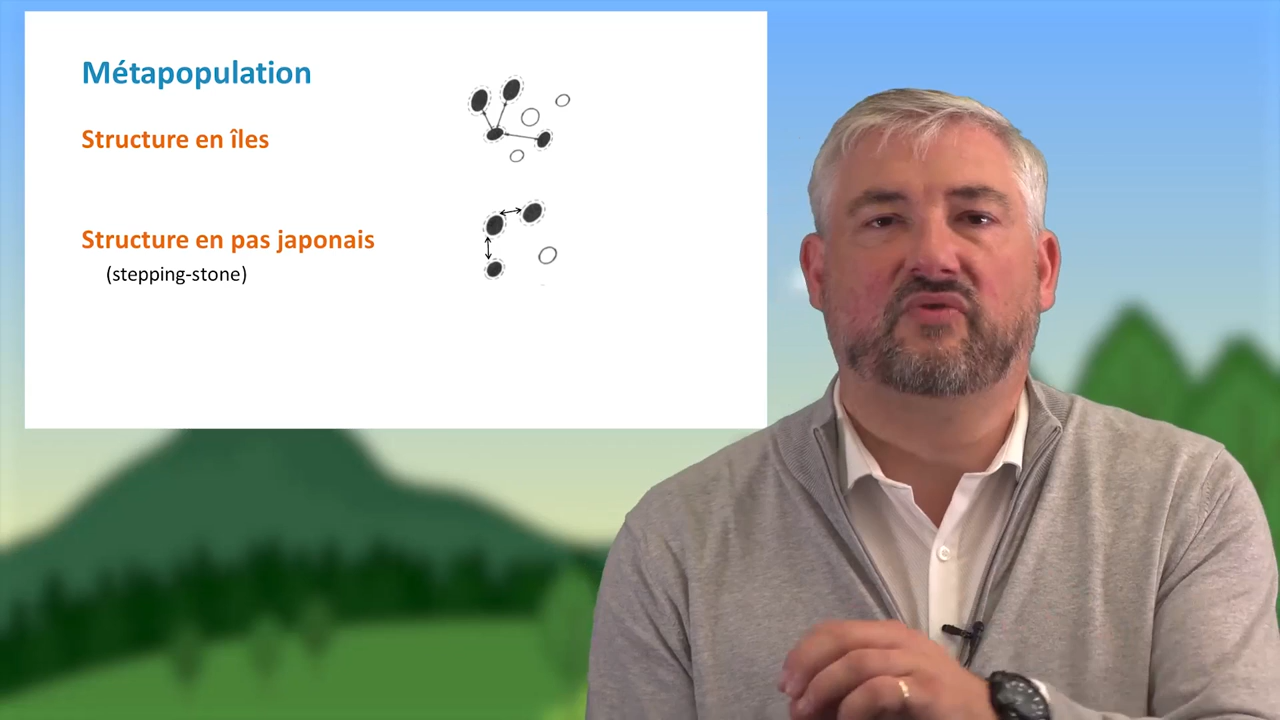 Métapopulation
Structure en îles
Structure en pas japonais
(stepping-stone)